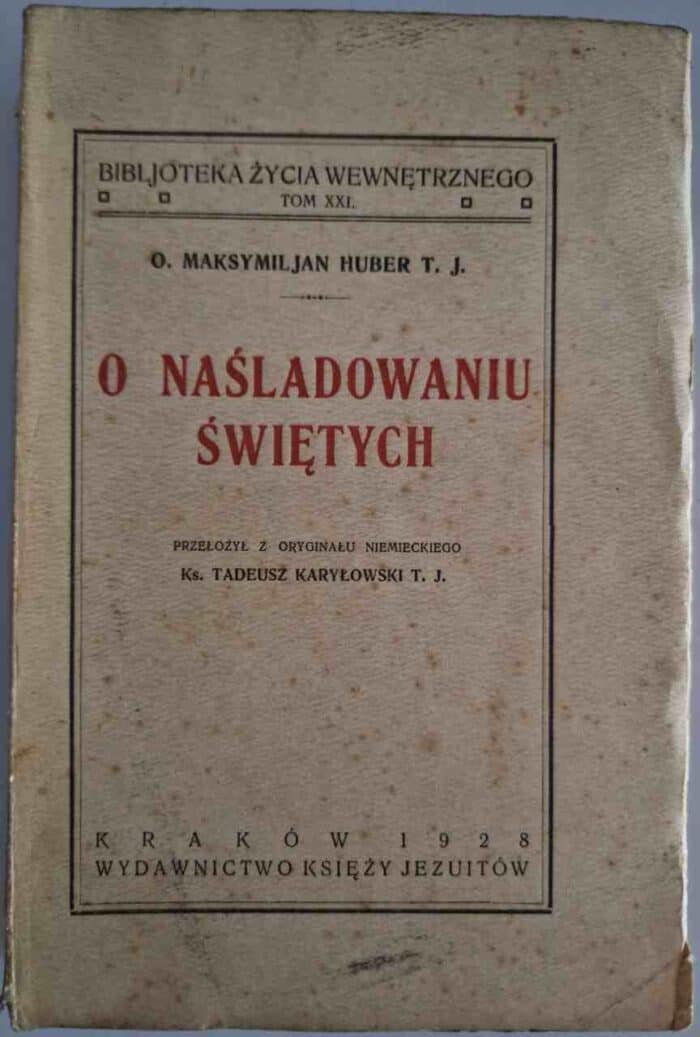 BIBLJOTEKA ŻYCIA WEWNĘTRZNEGO
TOM XXI.
O. MAKSYMILJAN HUBER T. J.
O NAŚLADOWANIU
ŚWIĘTYCH
PRZEŁOŻYŁ Z ORYGINAŁU NIEMIECKIEGO
Ks. TADEUSZ KARYŁOWSKI T. J.
KRAKÓW 1928
WYDAWNICTWO KSIĘŻY JEZUITÓW